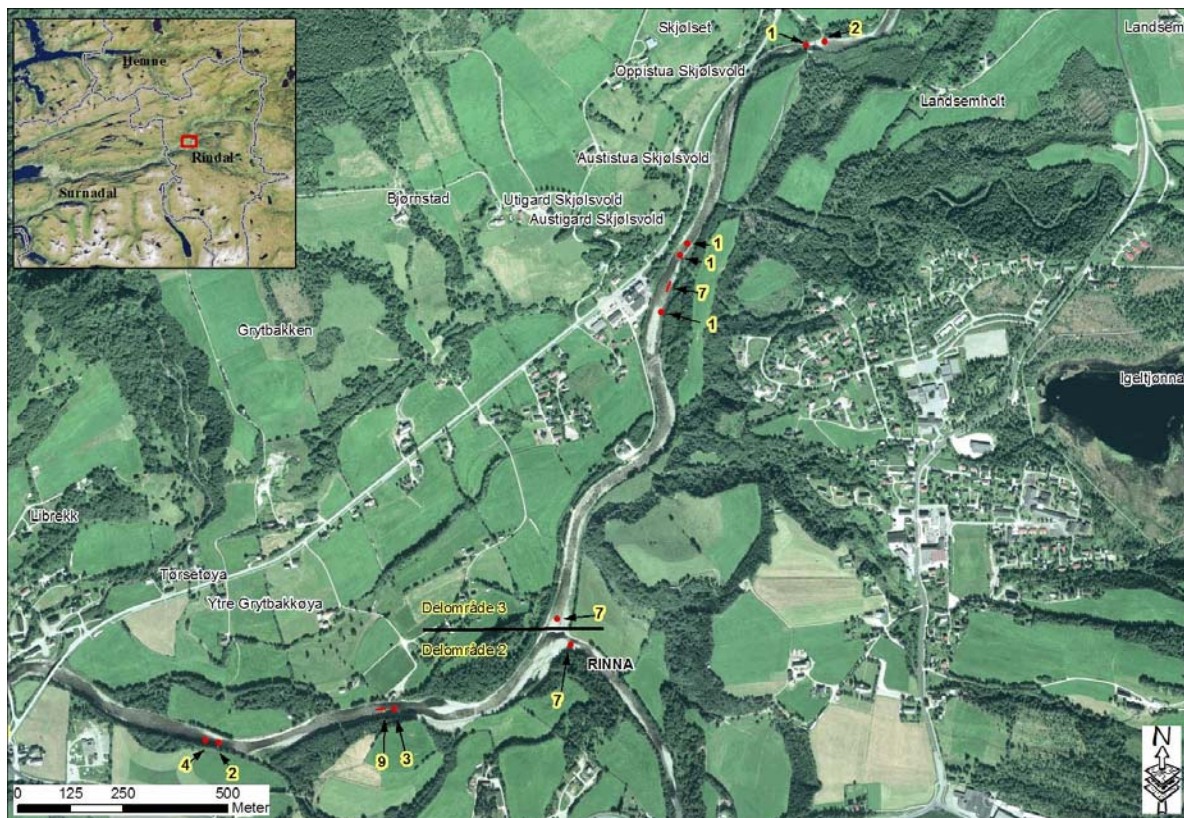 Hemne
Rindal
Surnadal
Skjølset
1
2
Landsem
Oppistua Skjølsvold
Landsemholt
Austistua Skjølsvold
Bjørnstad
Utigard Skjølsvold
Austigard Skjølsvold
1
1
7
1
Grytbakken
Igeltjønna
Librekk
Tørsetøya
Ytre Grytbakkøya
Delområde 3
7
Delområde 2
RINNA
7
9
3
4
2
N
0 125 250 500
Meter